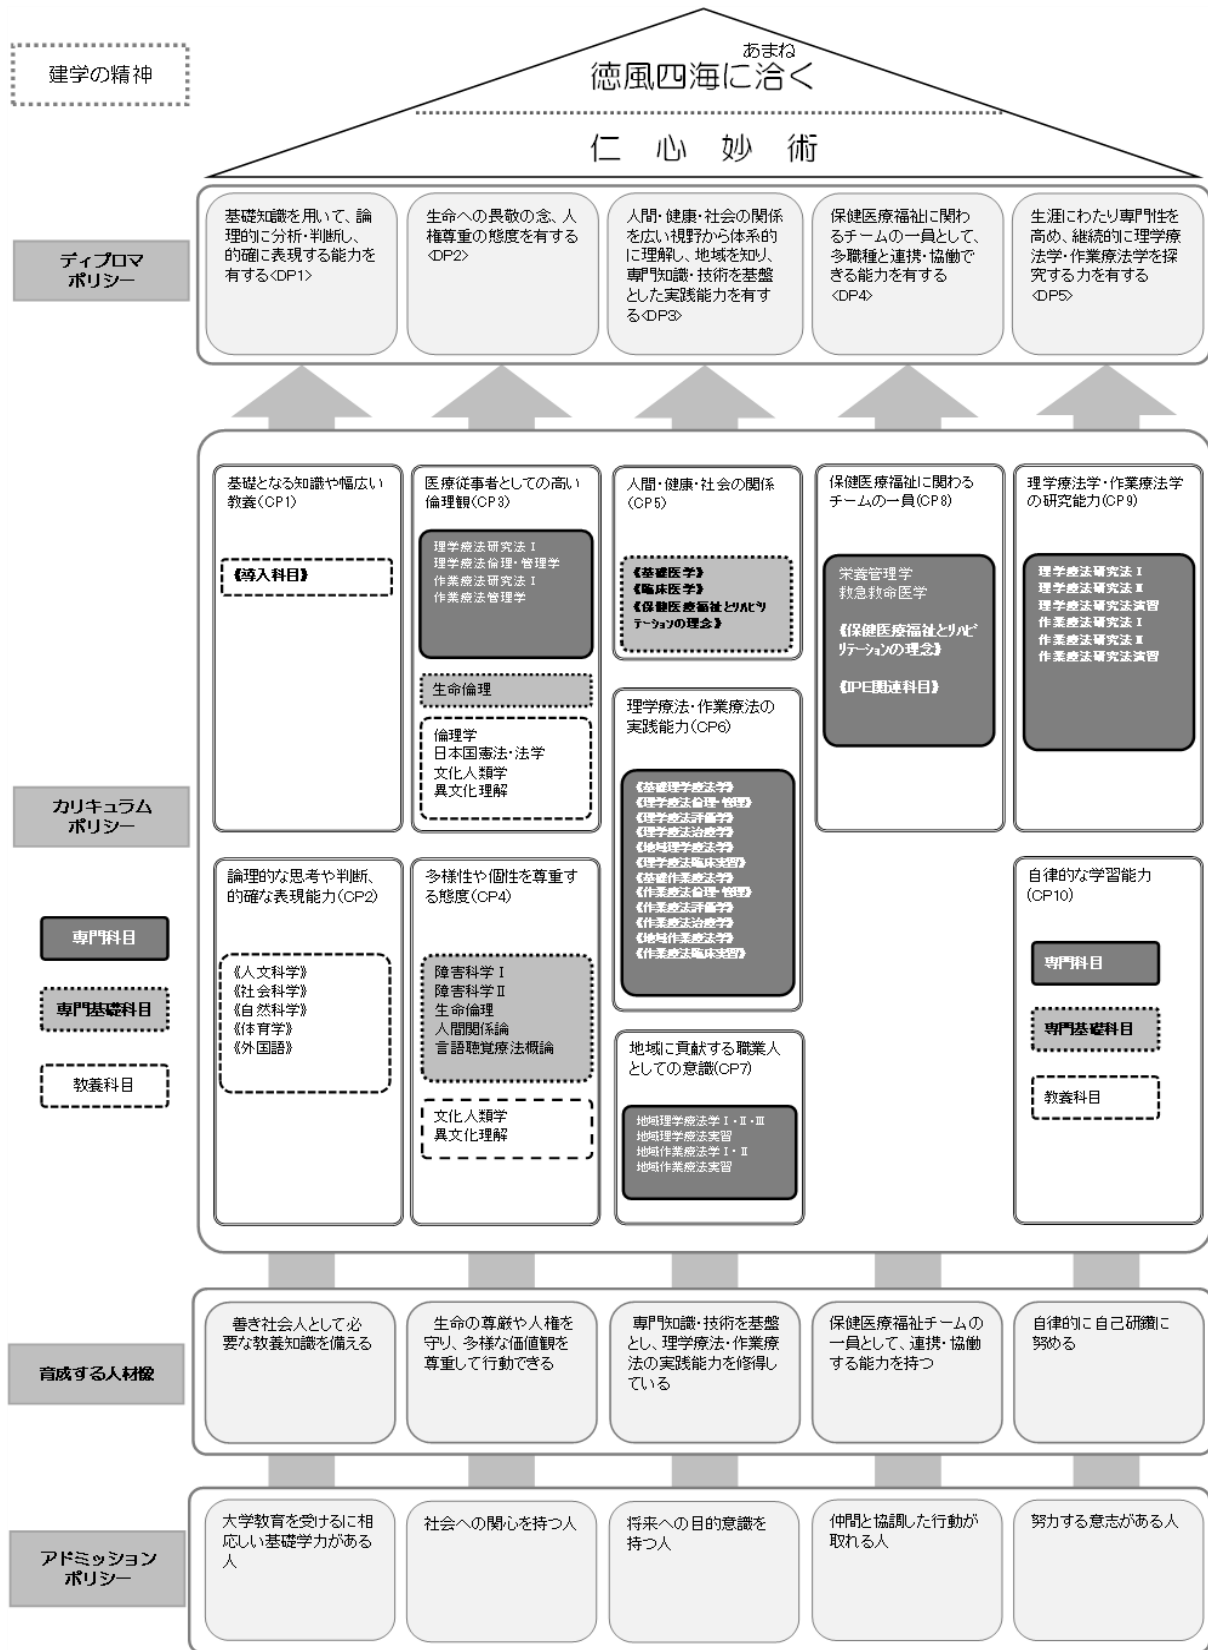 建学の精神
あまね
徳風四海に洽く
仁心妙術
ディプロマ
ポリシー
基礎知識を用いて、論
理的に分析・判断し、
的確に表現する能力を
有する<DP1>
生命への畏敬の念、人
権尊重の態度を有する
<DP2>
人間・健康・社会の関係
を広い視野から体系的
に理解し、地域を知り、
専門知識・技術を基盤
とした実践能力を有す
る<DP3>
保健医療福祉に関わ
るチームの一員として、
多職種と連携・協働で
きる能力を有する
<DP4>
生涯にわたり専門性を
高め、継続的に理学療
法学・作業療法学を探
究する力を有する
<DP5>
カリキュラム
ポリシー
専門科目
専門基礎科目
教養科目
基礎となる知識や幅広い
教養(CP1)
《導入科目》
論理的な思考や判断、
的確な表現能力(CP2)
《人文科学》
《社会科学》
《自然科学》
《体育学》
《外国語》
医療従事者としての高い
倫理観(CP3)
理学療法研究法Ⅰ
理学療法倫理・管理学
作業療法研究法Ⅰ
作業療法管理学
生命倫理
倫理学
日本国憲法・法学
文化人類学
異文化理解
多様性や個性を尊重す
る態度(CP4)
障害科学Ⅰ
障害科学Ⅱ
生命倫理
人間関係論
言語聴覚療法概論
文化人類学
異文化理解
人間・健康・社会の関係
(CP5)
《基礎医学》
《臨床医学》
《保健医療福祉とリハビリ
テーションの理念》
理学療法・作業療法の
実践能力(CP6)
《基礎理学療法学》
《理学療法倫理・管理》
《理学療法評価学》
《理学療法治療学》
《地域理学療法学》
《理学療法臨床実習》
《基礎作業療法学》
《作業療法倫理・管理》
《作業療法評価学》
《作業療法治療学》
《地域作業療法学》
《作業療法臨床実習》
地域に貢献する職業人
としての意識(CP7)
地域理学療法学Ⅰ・Ⅱ・Ⅲ
地域理学療法実習
地域作業療法学Ⅰ・Ⅱ
地域作業療法実習
保健医療福祉に関わる
チームの一員(CP8)
栄養管理学
救急救命医学
《保健医療福祉とリハビ
リテーションの理念》
《IPE関連科目》
理学療法学・作業療法学
の研究能力(CP9)
理学療法研究法Ⅰ
理学療法研究法Ⅱ
理学療法研究法演習
作業療法研究法Ⅰ
作業療法研究法Ⅱ
作業療法研究法演習
自律的な学習能力
(CP10)
専門科目
専門基礎科目
教養科目
育成する人材像
善き社会人として必
要な教養知識を備える
生命の尊厳や人権を
守り、多様な価値観を
尊重して行動できる
専門知識・技術を基盤
とし、理学療法・作業療
法の実践能力を修得し
ている
保健医療福祉チームの
一員として、連携・協働
する能力を持つ
自律的に自己研鑽に
努める
アドミッション
ポリシー
大学教育を受けるに相
応しい基礎学力がある
人
社会への関心を持つ人
将来への目的意識を
持つ人
仲間と協調した行動が
取れる人
努力する意志がある人